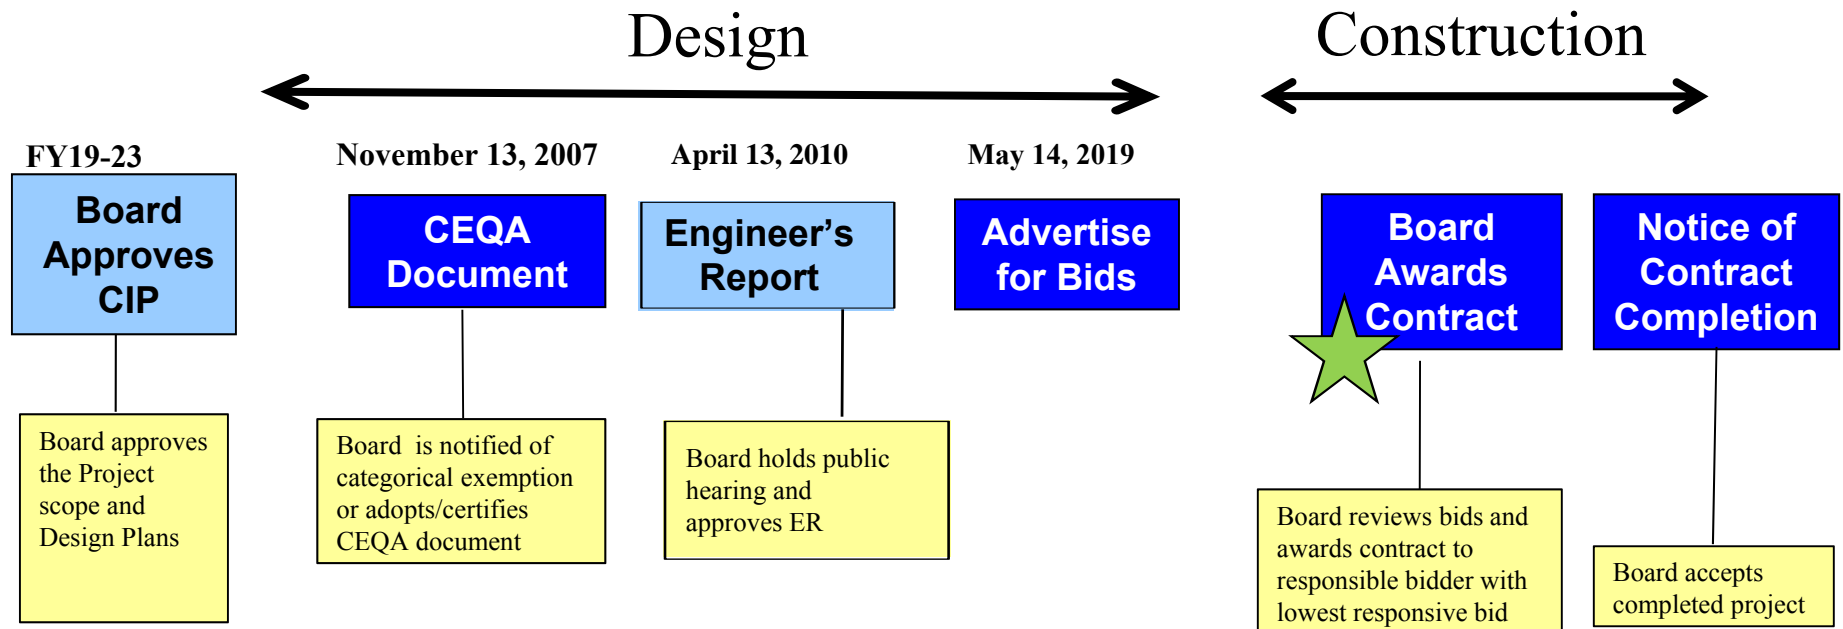 Design
Construction
FY19-23
November 13, 2007
April 13, 2010
May 14, 2019
Board
Approves
CIP
CEQA
Document
Engineer’s
Report
Advertise
for Bids
Board
Awards
Contract
Notice of
Contract
Completion
Board approves
the Project
scope and
Design Plans
Board is notified of
categorical exemption
or adopts/certifies
CEQA document
Board holds public
hearing and
approves ER
Board reviews bids and
awards contract to
responsible bidder with
lowest responsive bid
Board accepts
completed project